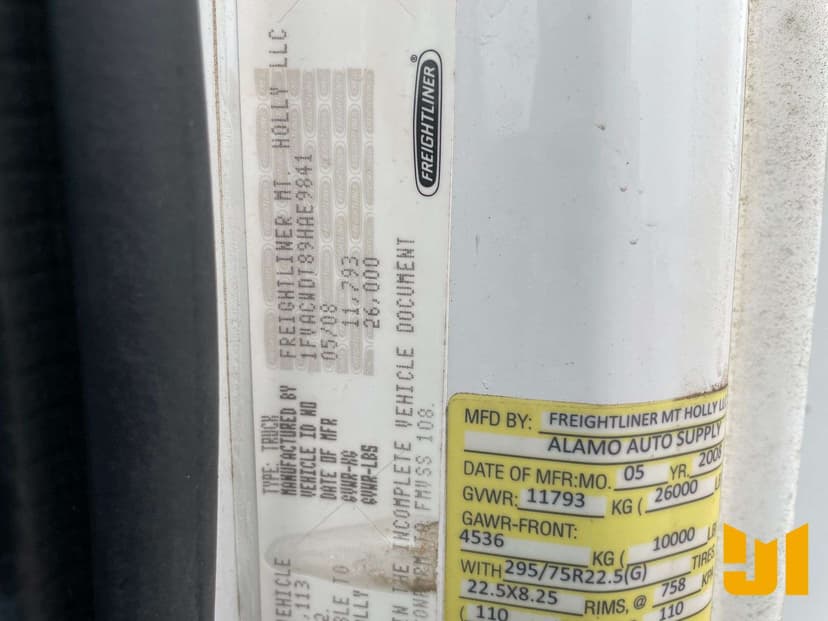 TYPE: TRUCK
MANUFACTURED BY FREIGHTLINER MT. HOLLY LLC
VEHICLE ID NO 1FVACWDT89HAE9841
DATE OF MFR 05/08
GVWR-KG 11,793
GVWR-LBS 26,000
IN THE INCOMPLETE VEHICLE DOCUMENT
FMVSS 108.
FREIGHTLINER®
MFD BY: FREIGHTLINER MT HOLLY
ALAMO AUTO SUPPLY
DATE OF MFR:MO. 05 YR. 2008
GVWR: 11793 KG ( 26000
GAWR-FRONT:
4536 KG ( 10000
WITH 295/75R22.5(G) TIRES
22.5X8.25 RIMS, @ 758
( 110 110